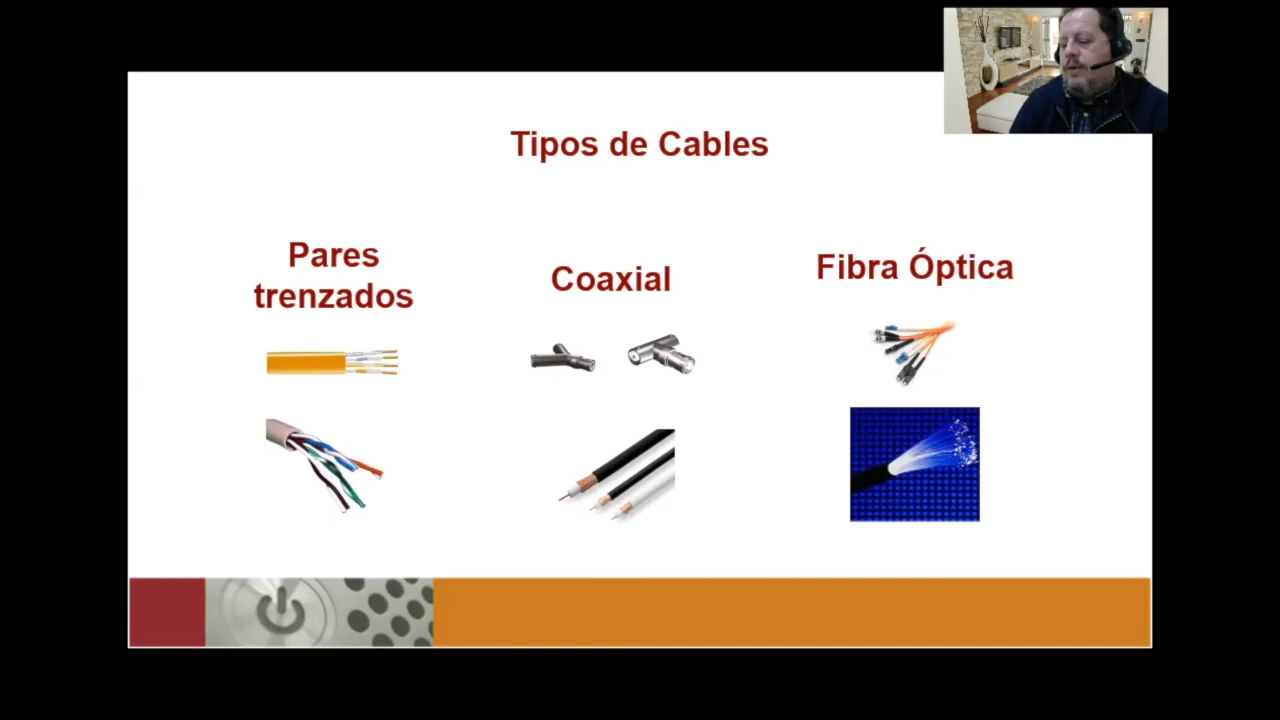 Tipos de Cables
Pares
trenzados
Coaxial
Fibra Óptica